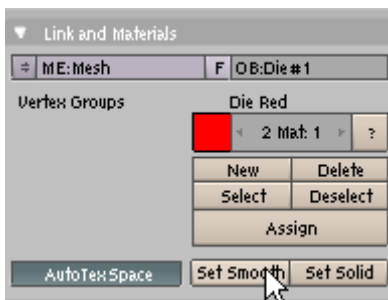 Link and Materials
ME:Mesh F OB:Die#1
Vertex Groups Die Red
2 Mat: 1 ?
New Delete
Select Deselect
Assign
AutoTexSpace Set Smooth Set Solid